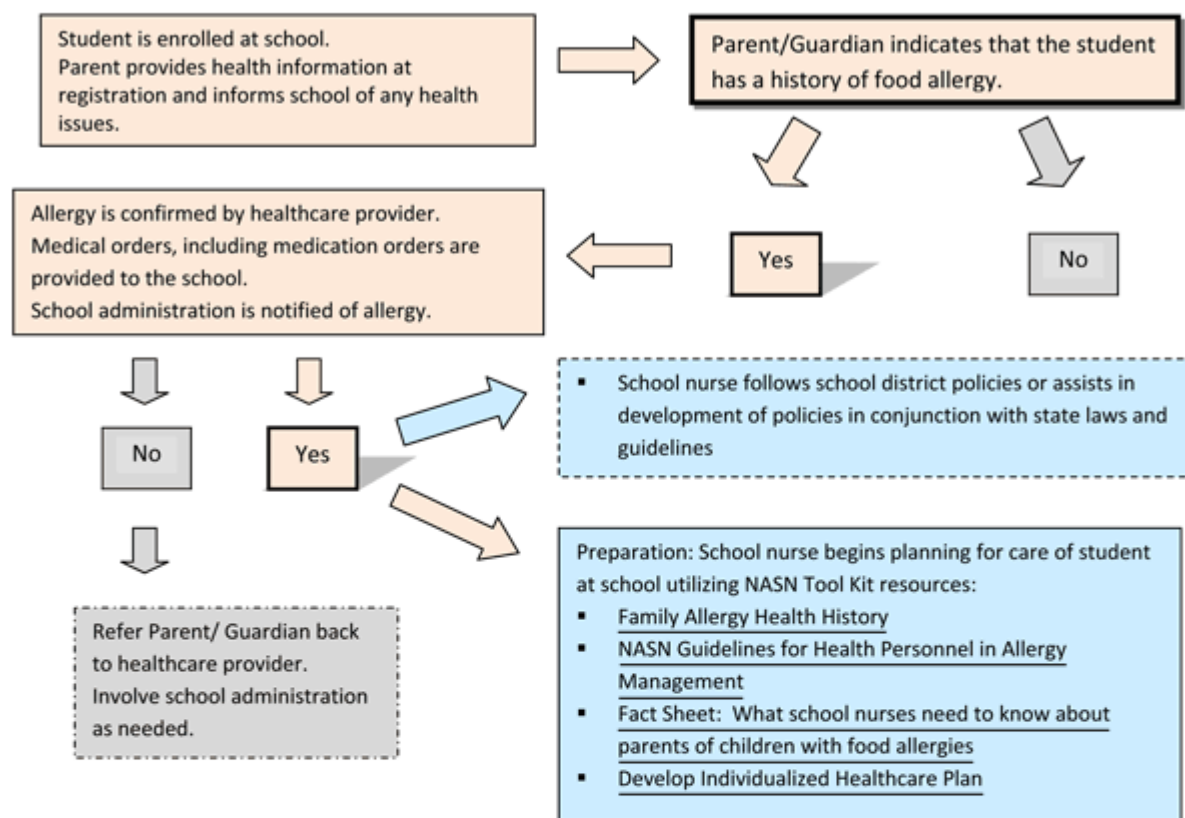 Student is enrolled at school.
Parent provides health information at
registration and informs school of any health
issues.
Parent/Guardian indicates that the student
has a history of food allergy.
Allergy is confirmed by healthcare provider.
Medical orders, including medication orders are
provided to the school.
School administration is notified of allergy.
Yes
No
No
Yes
▪ School nurse follows school district policies or assists in
development of policies in conjunction with state laws and
guidelines
Refer Parent/ Guardian back
to healthcare provider.
Involve school administration
as needed.
Preparation: School nurse begins planning for care of student
at school utilizing NASN Tool Kit resources:
▪ Family Allergy Health History
▪ NASN Guidelines for Health Personnel in Allergy
Management
▪ Fact Sheet: What school nurses need to know about
parents of children with food allergies
▪ Develop Individualized Healthcare Plan